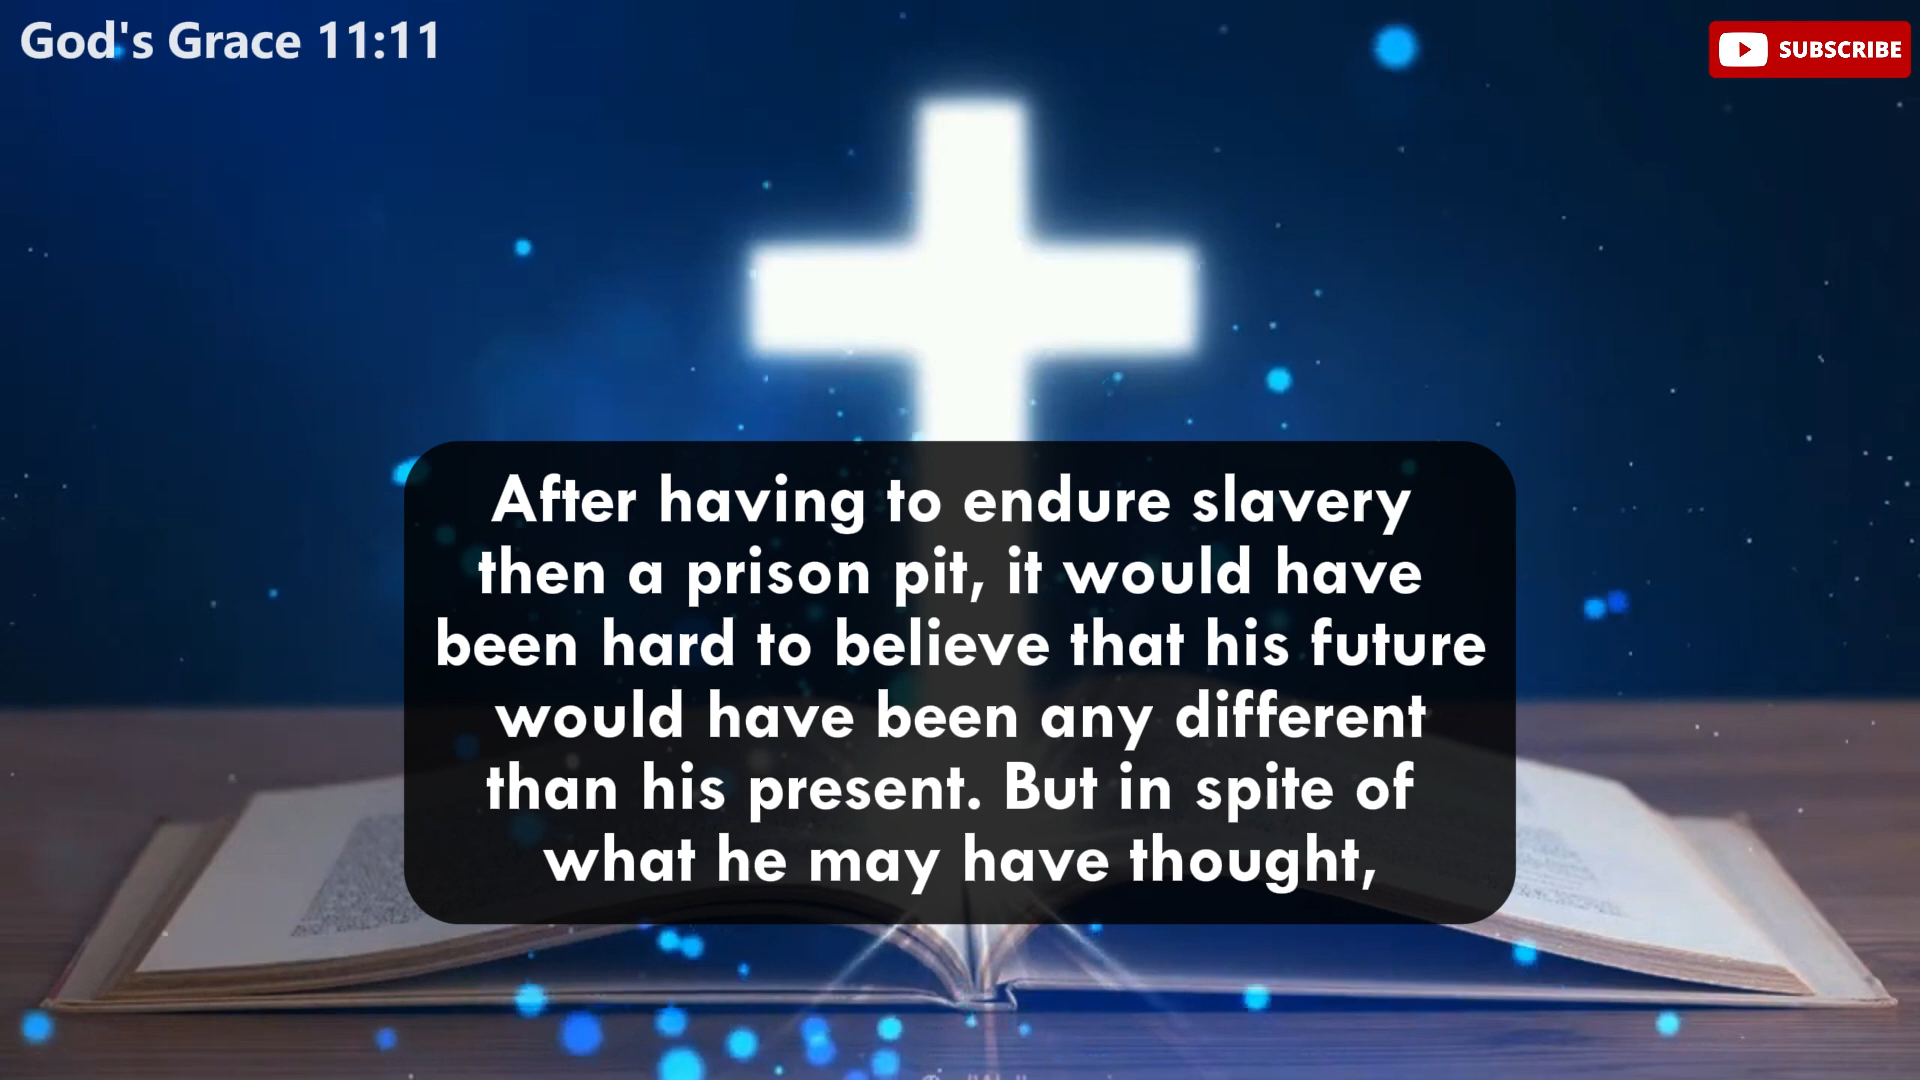 God's Grace 11:11
SUBSCRIBE
After having to endure slavery
then a prison pit, it would have
been hard to believe that his future
would have been any different
than his present. But in spite of
what he may have thought,